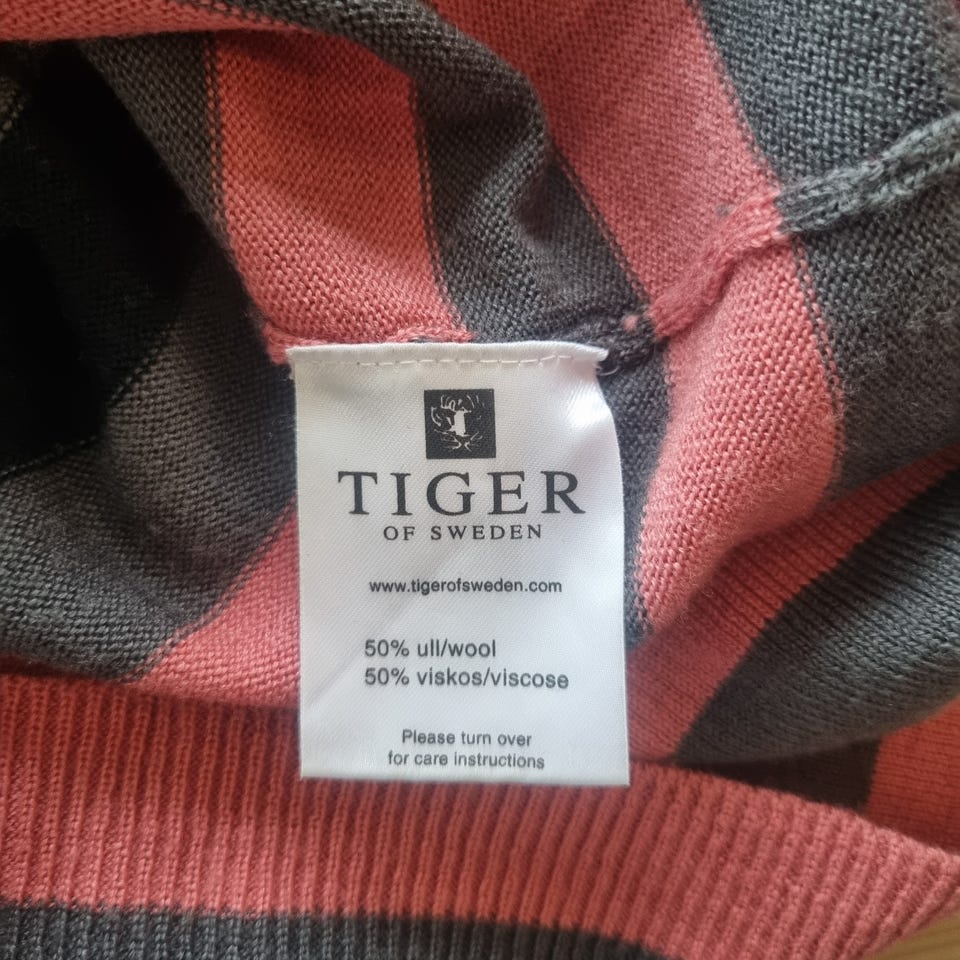 TIGER
OF SWEDEN
www.tigerofsweden.com
50% ull/wool
50% viskos/viscose
Please turn over
for care instructions